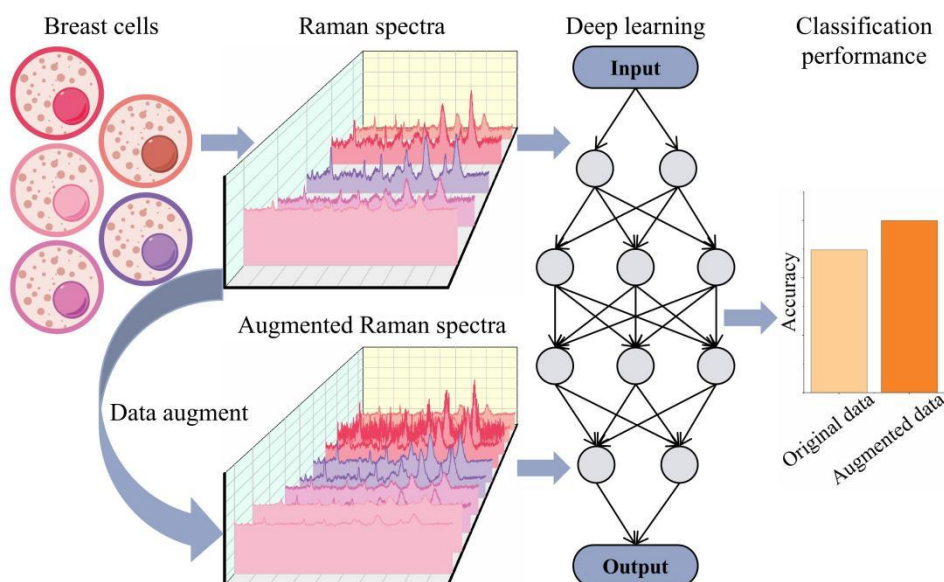 Breast cells
Raman spectra
Deep learning
Classification
performance
Input
Augmented Raman spectra
Data augment
Accuracy
Original data
Augmented data
Output